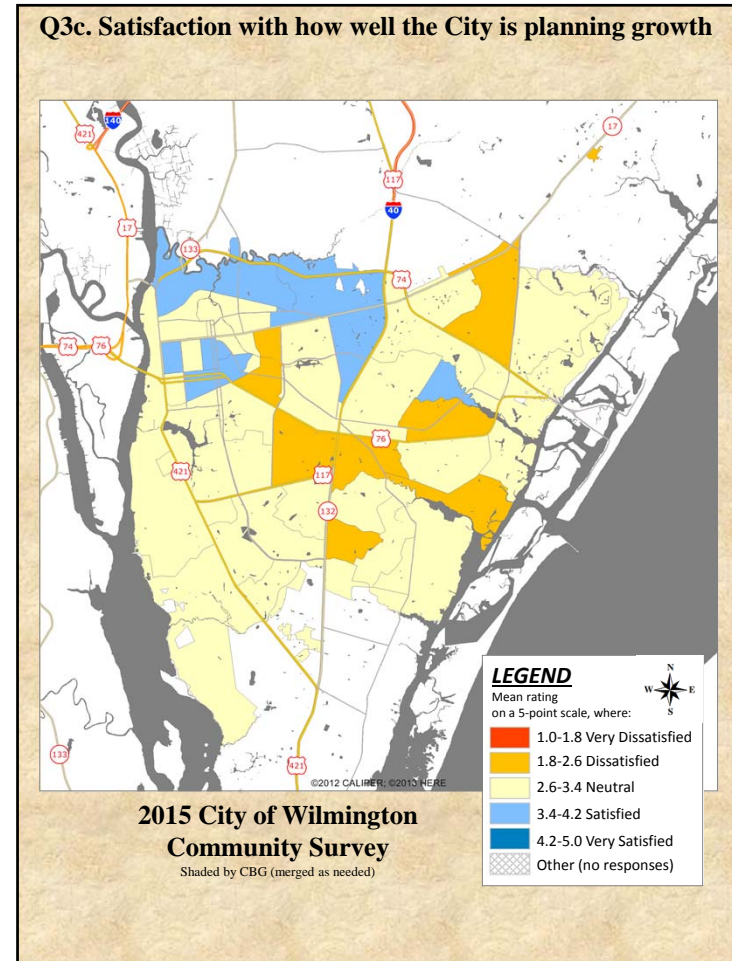 Q3c. Satisfaction with how well the City is planning growth
140
421
17
117
17
40
133
74
74
76
76
421
117
132
LEGEND
Mean rating
on a 5-point scale, where:
N
W E
S
1.0-1.8 Very Dissatisfied
1.8-2.6 Dissatisfied
2.6-3.4 Neutral
3.4-4.2 Satisfied
4.2-5.0 Very Satisfied
Other (no responses)
133
421
©2012 CALIPER; ©2013 HERE
2015 City of Wilmington
Community Survey
Shaded by CBG (merged as needed)